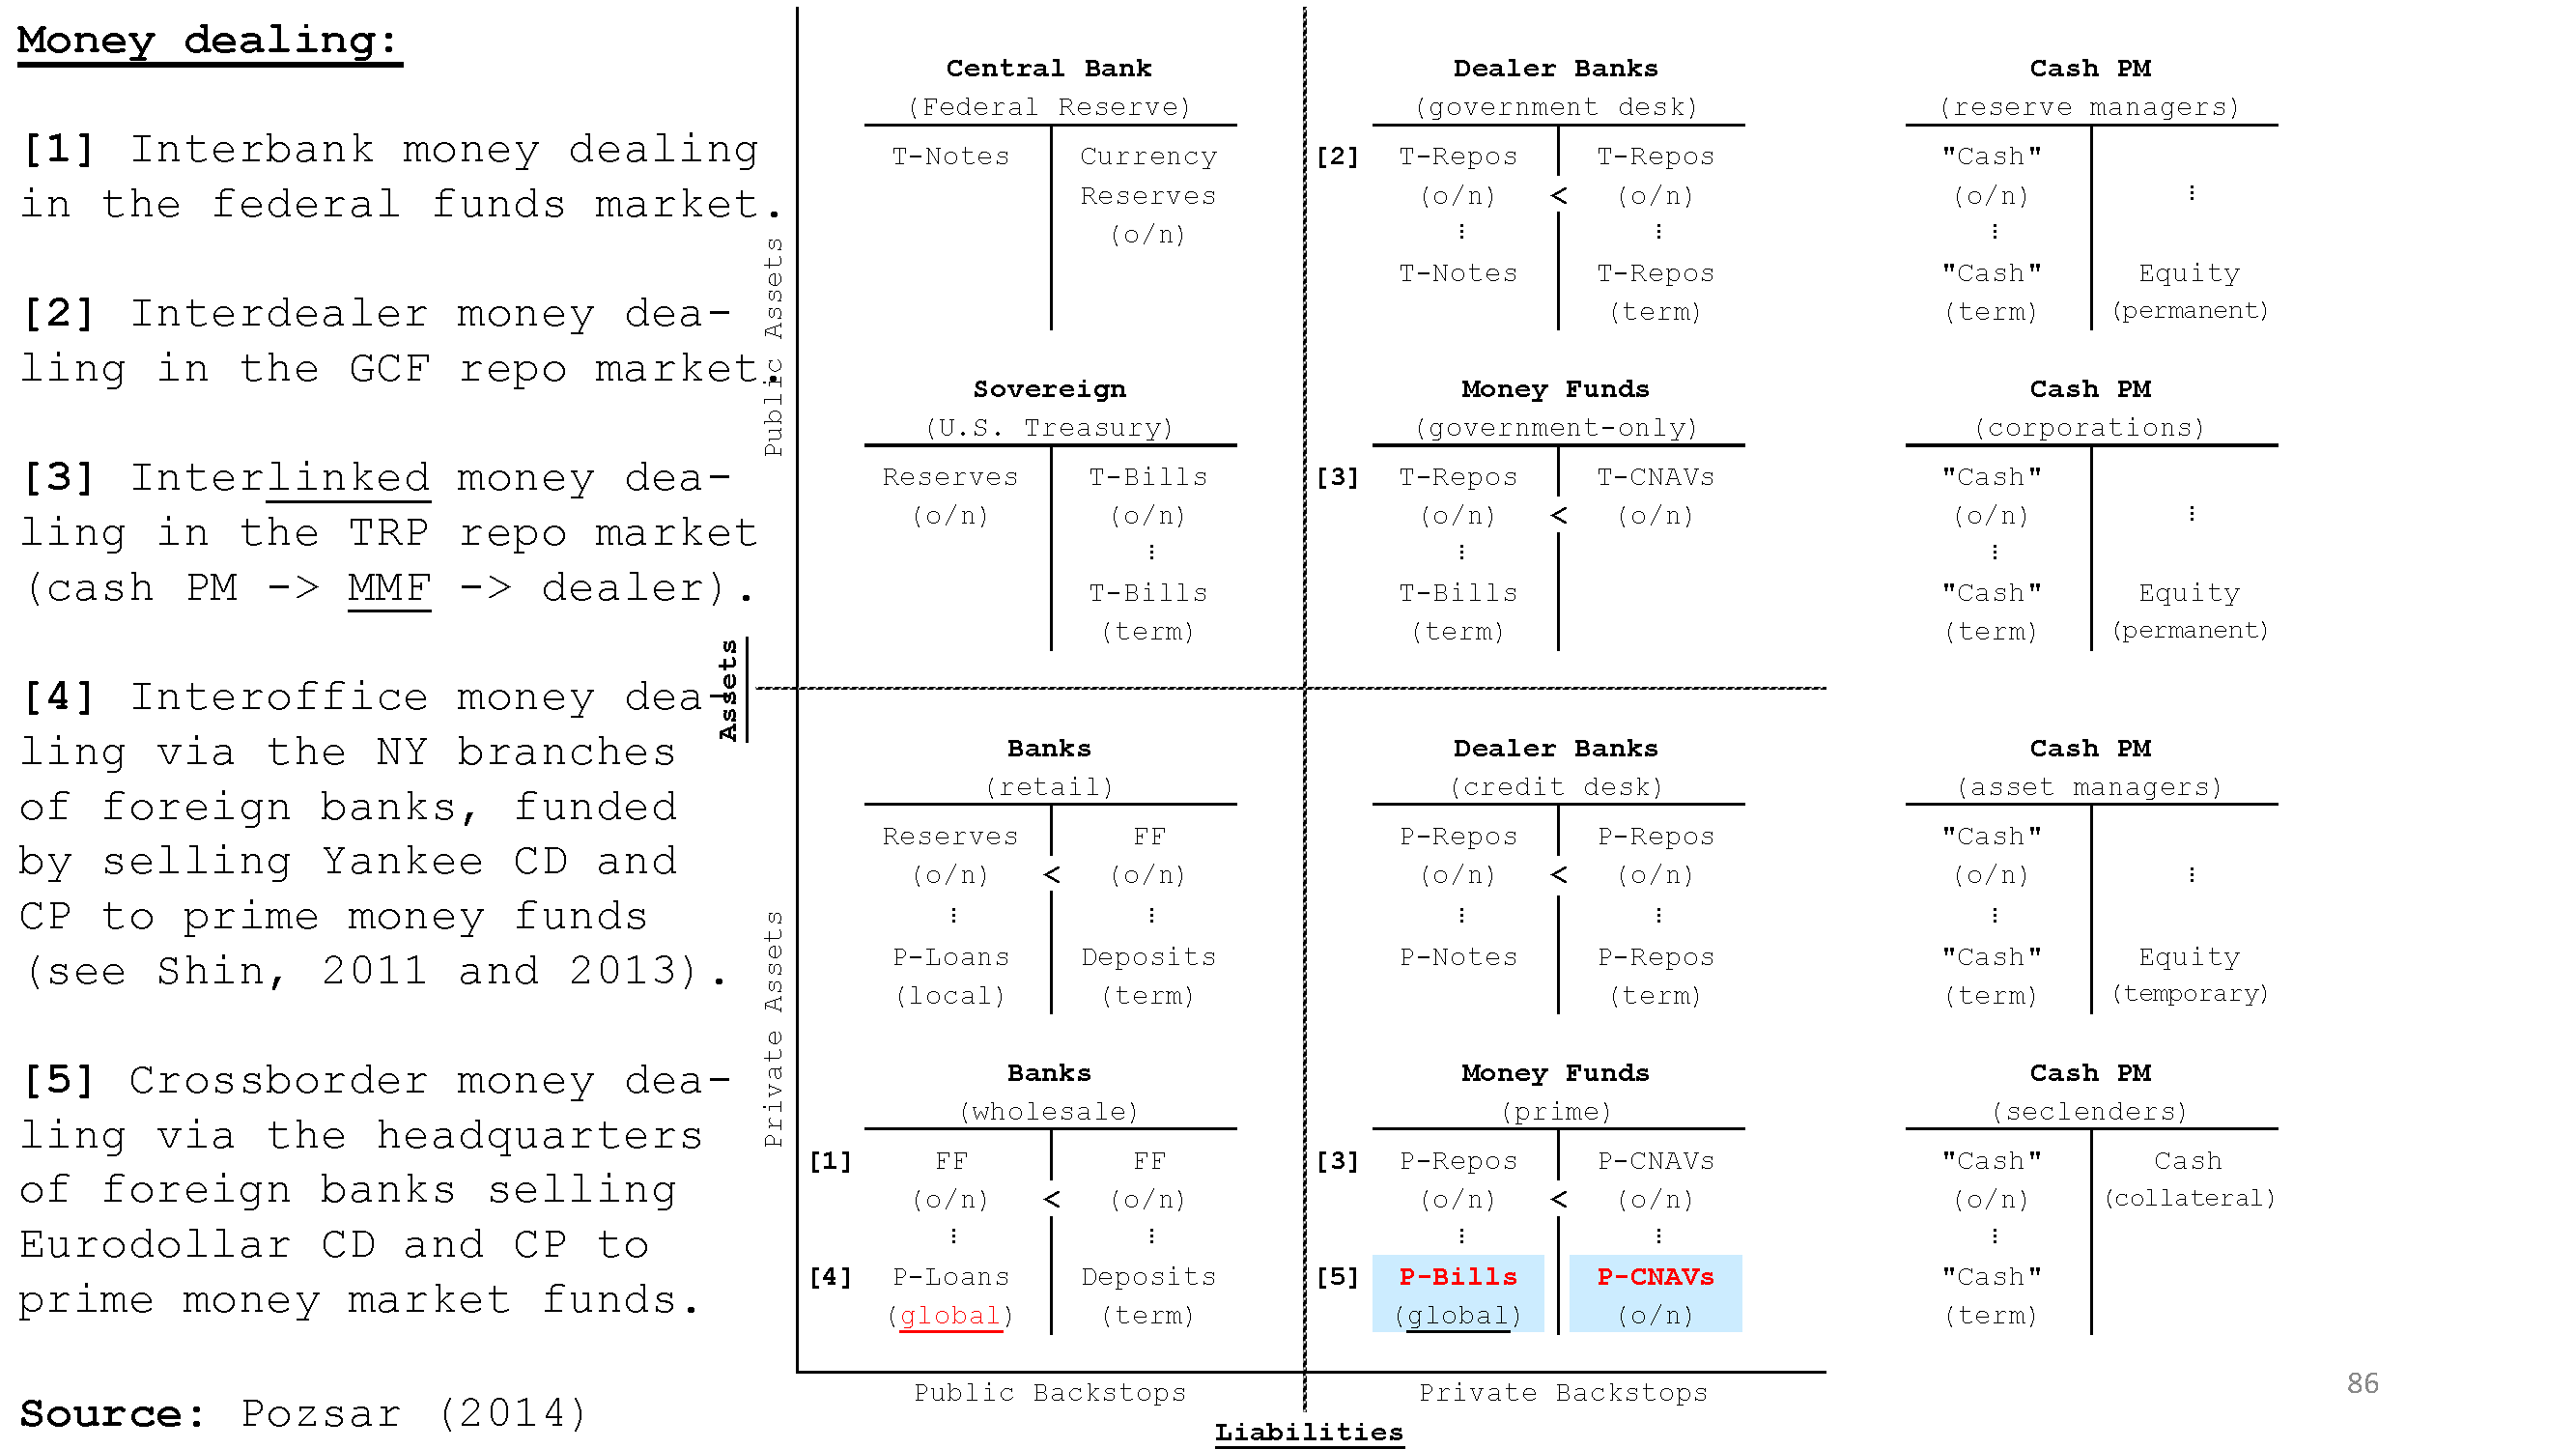 Money dealing:
[1] Interbank money dealing
in the federal funds market.
[2] Interdealer money dea-
ling in the GCF repo market.
[3] Interlinked money dea-
ling in the TRP repo market
(cash PM -> MMF -> dealer).
[4] Interoffice money dea-
ling via the NY branches
of foreign banks, funded
by selling Yankee CD and
CP to prime money funds
(see Shin, 2011 and 2013).
[5] Crossborder money dea-
ling via the headquarters
of foreign banks selling
Eurodollar CD and CP to
prime money market funds.
Source: Pozsar (2014)
Assets
Public Assets
Private Assets
Central Bank
(Federal Reserve)
T-Notes Currency
Reserves
(o/n)
Dealer Banks
(government desk)
[2] T-Repos T-Repos
(o/n) < (o/n)
⋮ ⋮
T-Notes T-Repos
(term)
Cash PM
(reserve managers)
"Cash"
(o/n) ⋮
⋮
"Cash" Equity
(term) (permanent)
Sovereign
(U.S. Treasury)
Reserves T-Bills
(o/n) (o/n)
⋮
T-Bills
(term)
Money Funds
(government-only)
[3] T-Repos T-CNAVs
(o/n) < (o/n)
⋮
T-Bills
(term)
Cash PM
(corporations)
"Cash"
(o/n) ⋮
⋮
"Cash" Equity
(term) (permanent)
Banks
(retail)
Reserves FF
(o/n) < (o/n)
⋮ ⋮
P-Loans Deposits
(local) (term)
Dealer Banks
(credit desk)
P-Repos P-Repos
(o/n) < (o/n)
⋮ ⋮
P-Notes P-Repos
(term)
Cash PM
(asset managers)
"Cash"
(o/n) ⋮
⋮
"Cash" Equity
(term) (temporary)
Banks
(wholesale)
[1] FF FF
(o/n) < (o/n)
⋮ ⋮
[4] P-Loans Deposits
(global) (term)
Money Funds
(prime)
[3] P-Repos P-CNAVs
(o/n) < (o/n)
⋮ ⋮
[5] P-Bills P-CNAVs
(global) (o/n)
Cash PM
(seclenders)
"Cash" Cash
(o/n) (collateral)
⋮
"Cash"
(term)
Public Backstops Private Backstops
Liabilities
86